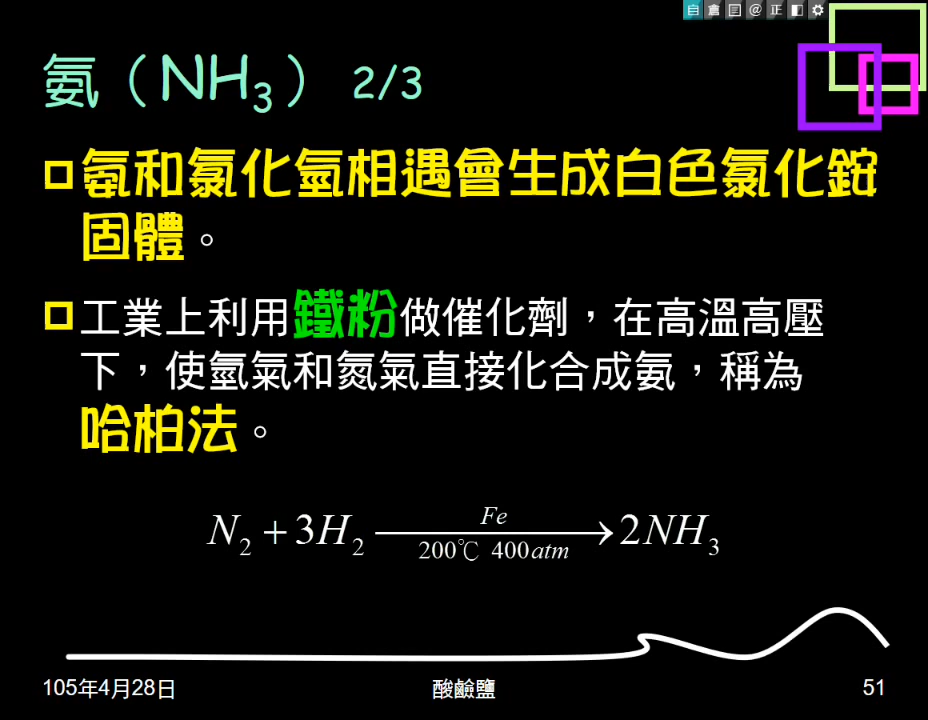 自 倉 @ 正
氨（NH3） 2/3
氨和氯化氫相遇會生成白色氯化銨
固體。
工業上利用鐵粉做催化劑，在高溫高壓
下，使氫氣和氮氣直接化合成氨，稱為
哈柏法。
Fe
N2 + 3H2 ⟶ 2NH3
200℃ 400atm
105年4月28日 酸鹼鹽 51